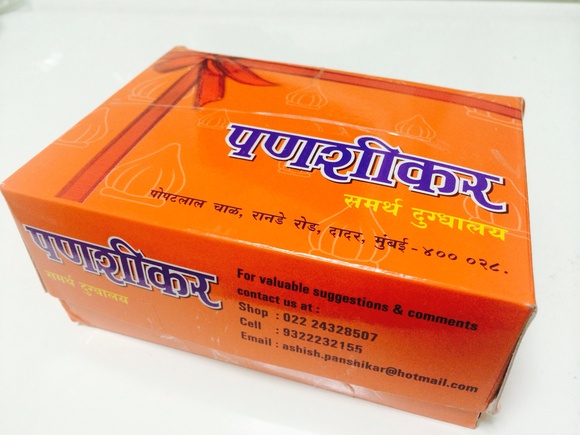 पणशीकर
समर्थ दुग्धालय
पोपटलाल चाळ, रानडे रोड, दादर, मुंबई - ४०० ०२८.
पणशीकर
समर्थ दुग्धालय
For valuable suggestions & comments
contact us at :
Shop : 022 24328507
Cell : 9322232155
Email : ashish.panshikar@hotmail.com